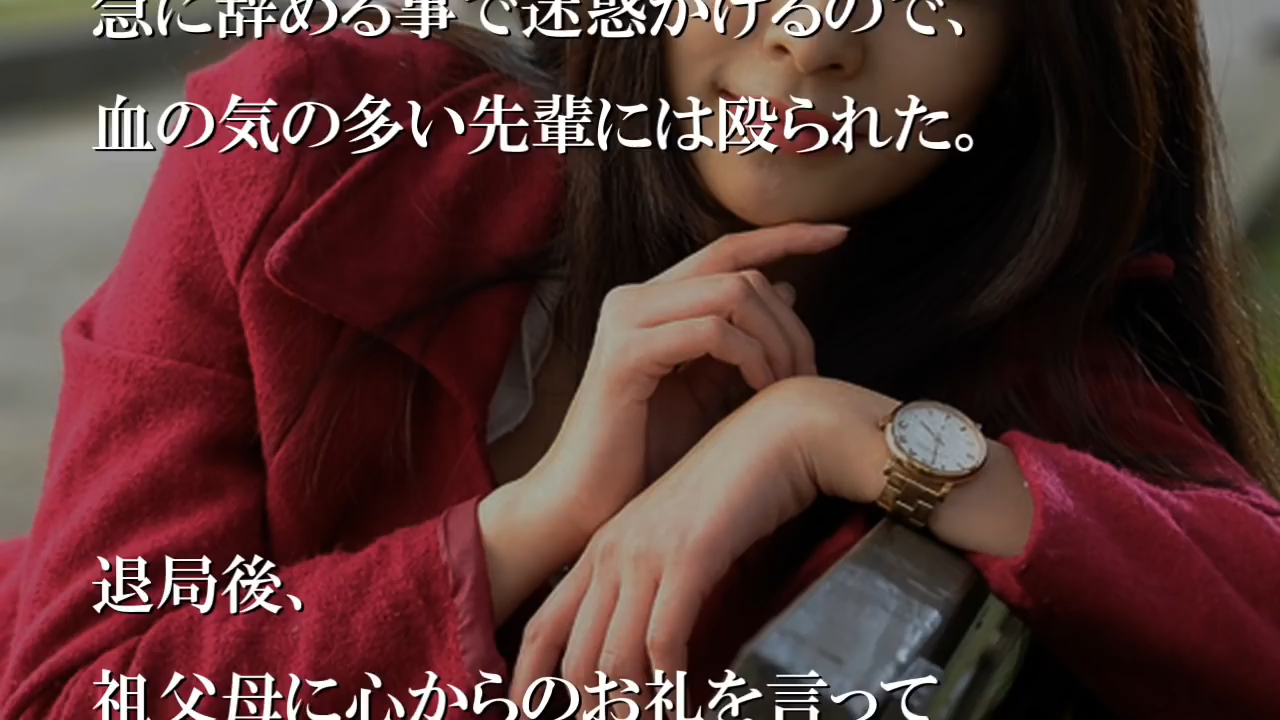 急に辞める事で迷惑かけるので、
血の気の多い先輩には殴られた。
退局後、
祖父母に心からのお礼を言って